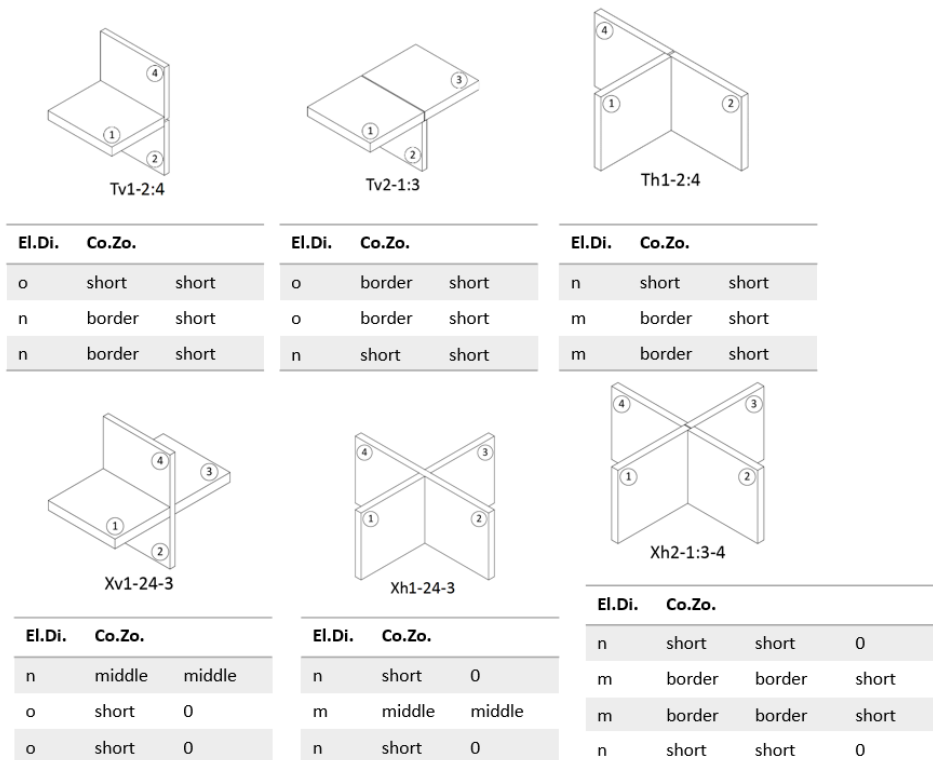 4
1
2
Tv1-2:4
3
1
2
Tv2-1:3
4
1
2
Th1-2:4
El.Di. Co.Zo.
o short short
n border short
n border short
El.Di. Co.Zo.
o border short
o border short
n short short
El.Di. Co.Zo.
n short short
m border short
m border short
4
3
1
2
Xv1-24-3
4
3
1
2
Xh1-24-3
4
3
1
2
Xh2-1:3-4
El.Di. Co.Zo.
n middle middle
o short 0
o short 0
El.Di. Co.Zo.
n short 0
m middle middle
n short 0
El.Di. Co.Zo.
n short short 0
m border border short
m border border short
n short short 0